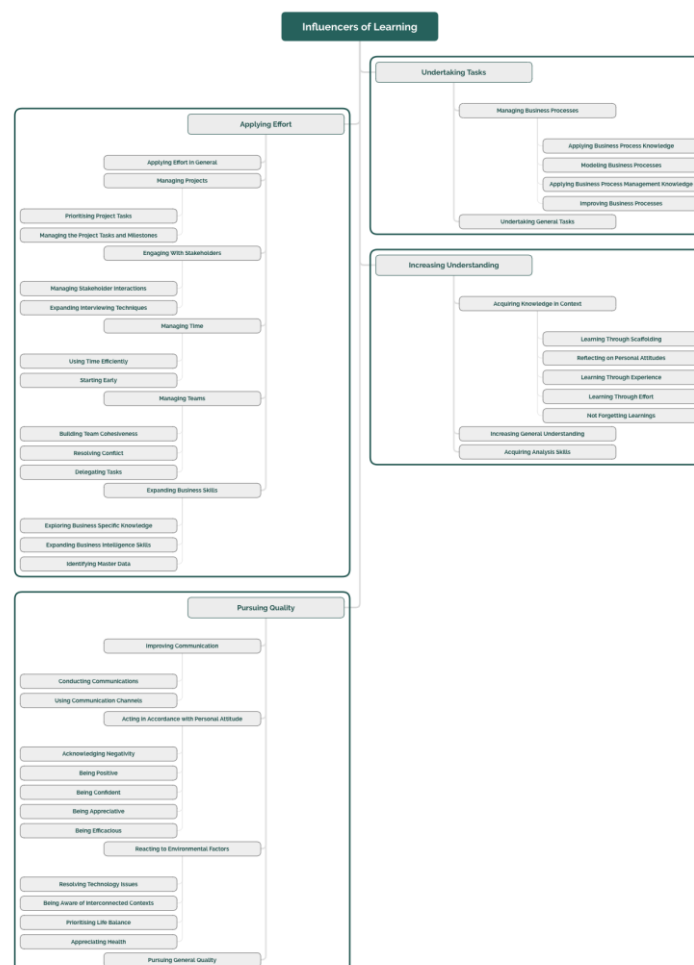 Influencers of Learning
Undertaking Tasks
Managing Business Processes
Applying Business Process Knowledge
Modeling Business Processes
Applying Business Process Management Knowledge
Improving Business Processes
Undertaking General Tasks
Applying Effort
Applying Effort in General
Managing Projects
Prioritising Project Tasks
Managing the Project Tasks and Milestones
Engaging With Stakeholders
Managing Stakeholder Interactions
Expanding Interviewing Techniques
Managing Time
Using Time Efficiently
Starting Early
Managing Teams
Building Team Cohesiveness
Resolving Conflict
Delegating Tasks
Expanding Business Skills
Exploring Business Specific Knowledge
Expanding Business Intelligence Skills
Identifying Master Data
Increasing Understanding
Acquiring Knowledge in Context
Learning Through Scaffolding
Reflecting on Personal Attitudes
Learning Through Experience
Learning Through Effort
Not Forgetting Learnings
Increasing General Understanding
Acquiring Analysis Skills
Pursuing Quality
Improving Communication
Conducting Communications
Using Communication Channels
Acting in Accordance with Personal Attitude
Acknowledging Negativity
Being Positive
Being Confident
Being Appreciative
Being Efficacious
Reacting to Environmental Factors
Resolving Technology Issues
Being Aware of Interconnected Contexts
Prioritising Life Balance
Appreciating Health
Pursuing General Quality